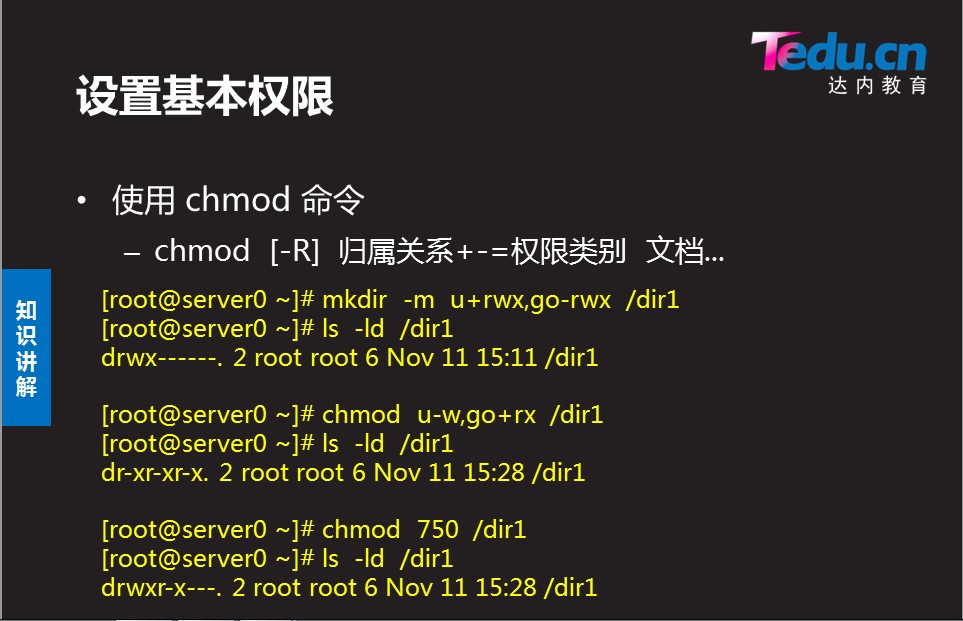 Tedu.cn
达内教育
设置基本权限
• 使用 chmod 命令
– chmod [-R] 归属关系+-=权限类别 文档...
知识讲解
[root@server0 ~]# mkdir -m u+rwx,go-rwx /dir1
[root@server0 ~]# ls -ld /dir1
drwx------. 2 root root 6 Nov 11 15:11 /dir1
[root@server0 ~]# chmod u-w,go+rx /dir1
[root@server0 ~]# ls -ld /dir1
dr-xr-xr-x. 2 root root 6 Nov 11 15:28 /dir1
[root@server0 ~]# chmod 750 /dir1
[root@server0 ~]# ls -ld /dir1
drwxr-x---. 2 root root 6 Nov 11 15:28 /dir1